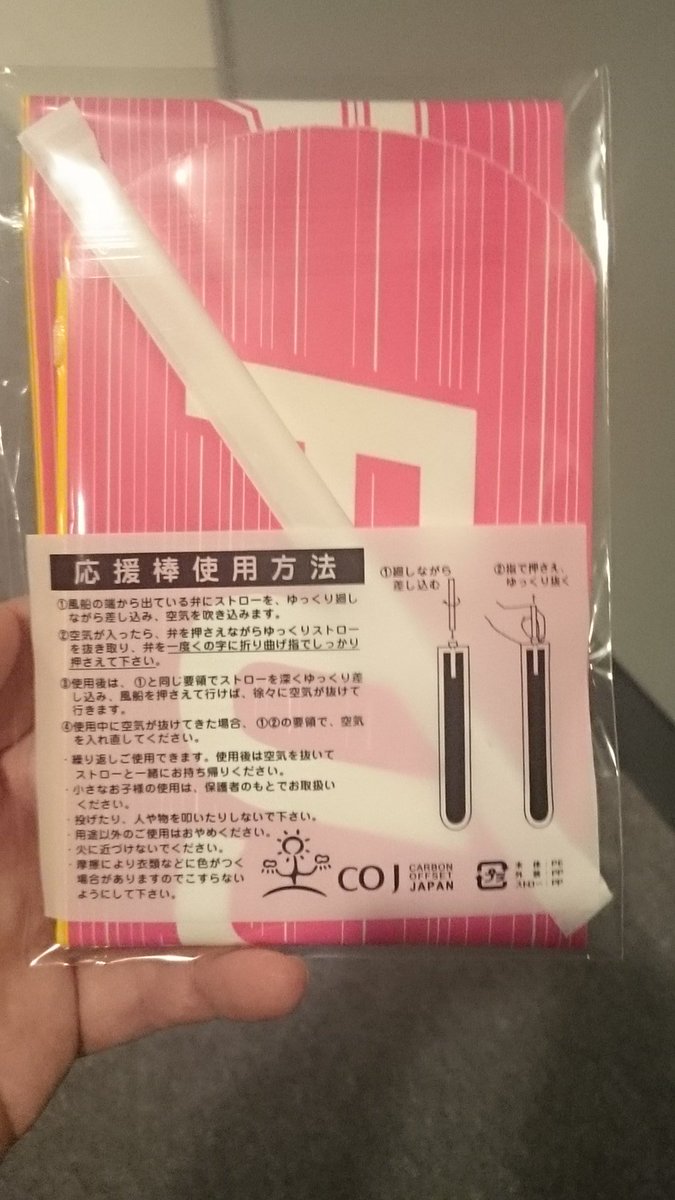 応援棒使用方法
①風船の端から出ている弁にストローを、ゆっくり廻し
ながら差し込み、空気を吹き込みます。
②空気が入ったら、弁を押さえながらゆっくりストロー
を抜き取り、弁を一度くの字に折り曲げ指でしっかり
押さえて下さい。
③使用後は、①と同じ要領でストローを深くゆっくり差
し込み、風船を押さえて行けば、徐々に空気が抜けて
行きます。
④使用中に空気が抜けてきた場合、①②の要領で、空気
を入れ直してください。
・繰り返しご使用できます。使用後は空気を抜いて
ストローと一緒にお持ち帰りください。
・小さなお子様の使用は、保護者のもとでお取扱い
ください。
・投げたり、人や物を叩いたりしないで下さい。
・用途以外のご使用はおやめください。
・火に近づけないでください。
・摩擦により衣類などに色がつく
場合がありますのでこすらない
ようにして下さい。
①廻しながら
差し込む
②指で押さえ、
ゆっくり抜く
COJ
CARBON
OFFSET
JAPAN
プラ
本体：PE
外装：PP
ストロー：PP